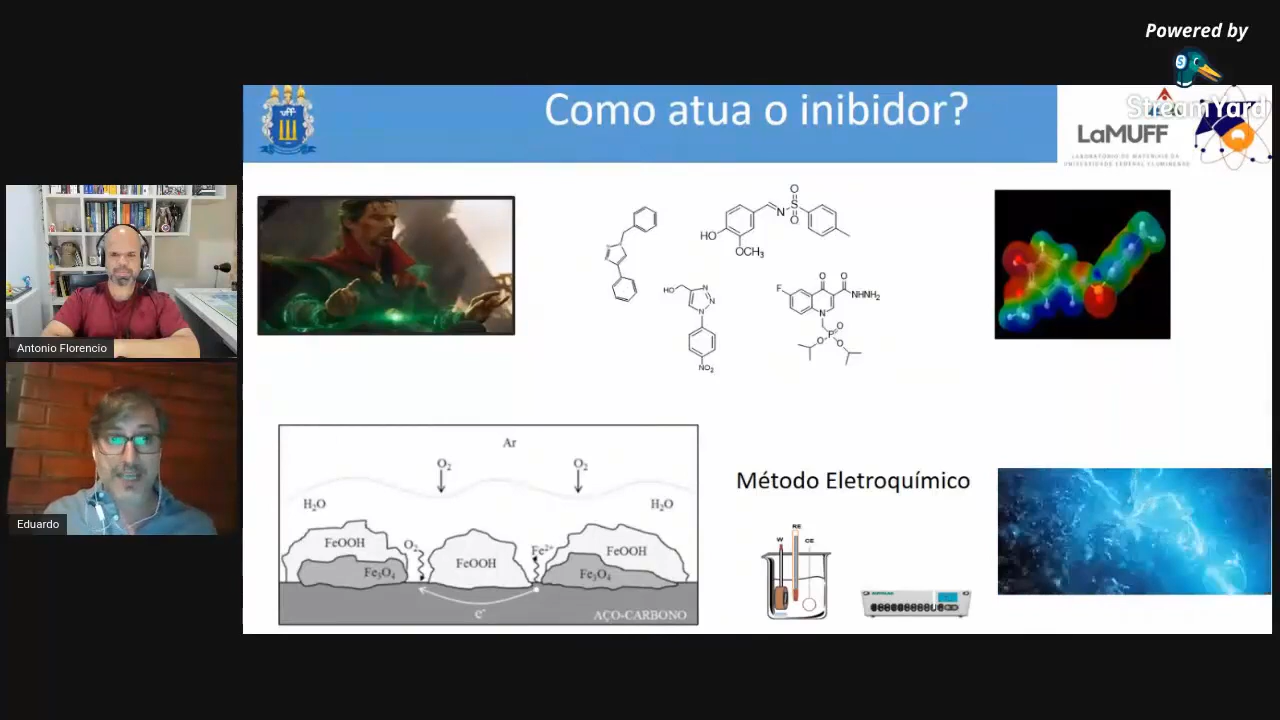 Powered by
StreamYard
uff
Como atua o inibidor?
LaMUFF
LABORATÓRIO DE MATERIAIS DA
UNIVERSIDADE FEDERAL FLUMINENSE
Antonio Florencio
Eduardo
HO
OCH₃
N
S
O
O
HO
N
N
N
NO₂
F
O
O
NHNH₂
N
P
O
O
O
Ar
O₂
O₂
H₂O
H₂O
FeOOH
O₂
Fe₃O₄
FeOOH
Fe²⁺
FeOOH
Fe₃O₄
e⁻
AÇO-CARBONO
Método Eletroquímico
W
RE
CE